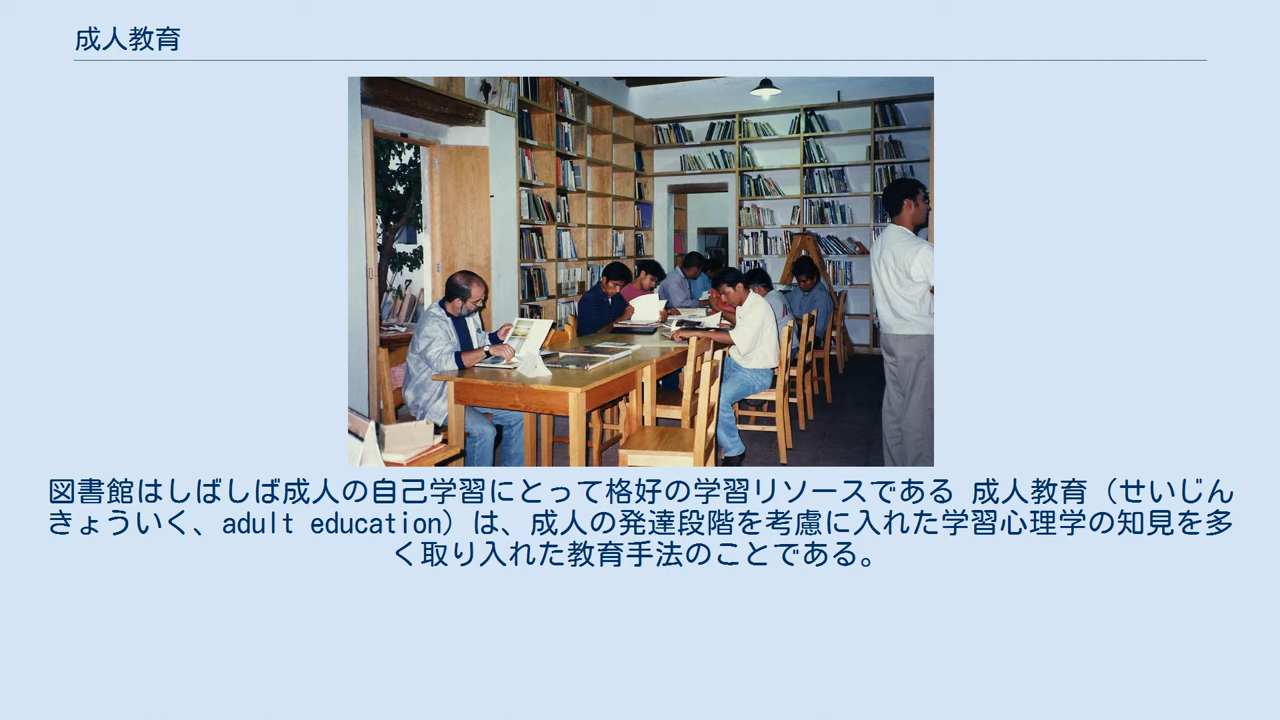 成人教育
図書館はしばしば成人の自己学習にとって格好の学習リソースである 成人教育（せいじん
きょういく、adult education）は、成人の発達段階を考慮に入れた学習心理学の知見を多
く取り入れた教育手法のことである。